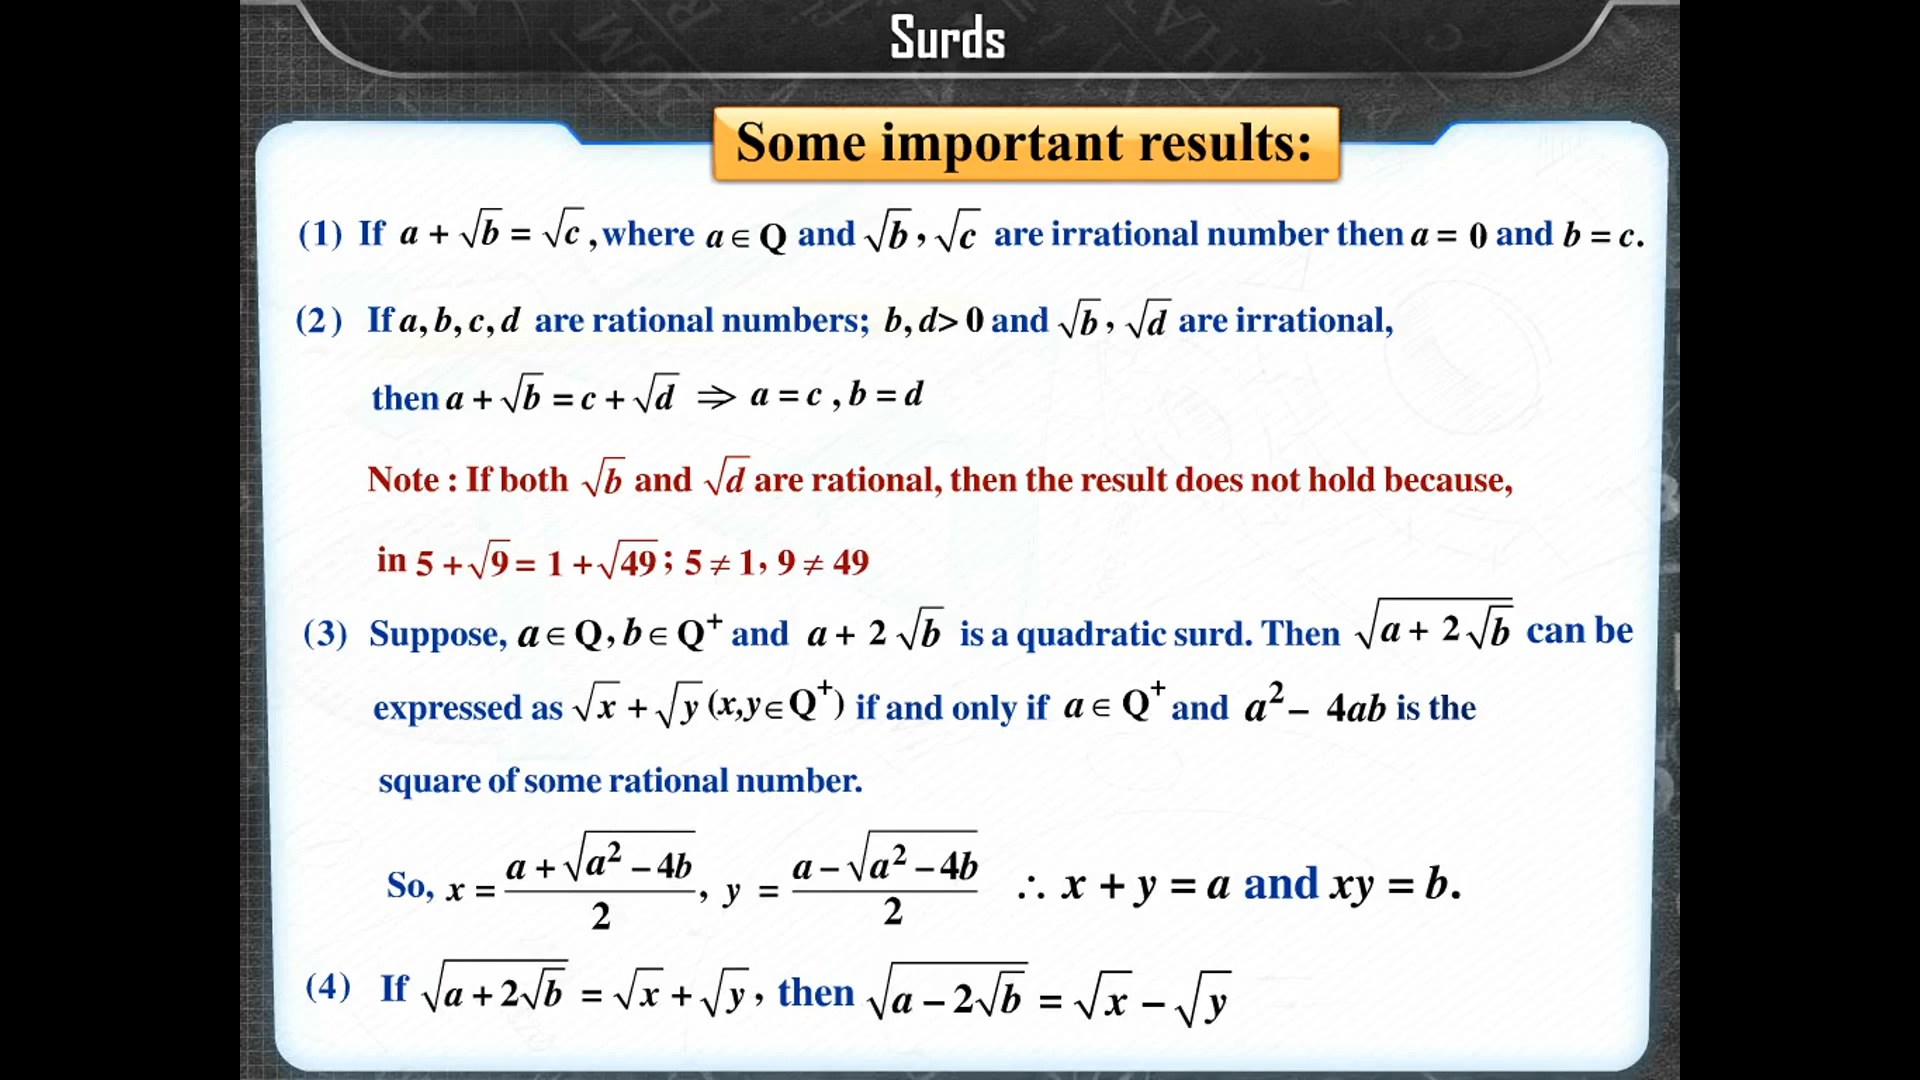 Surds
Some important results:
(1) If a + √b = √c, where a ∈ Q and √b, √c are irrational number then a = 0 and b = c.
(2) If a, b, c, d are rational numbers; b, d > 0 and √b, √d are irrational,
then a + √b = c + √d ⇒ a = c, b = d
Note : If both √b and √d are rational, then the result does not hold because,
in 5 + √9 = 1 + √49; 5 ≠ 1, 9 ≠ 49
(3) Suppose, a ∈ Q, b ∈ Q⁺ and a + 2√b is a quadratic surd. Then √(a + 2√b) can be
expressed as √x + √y (x,y ∈ Q⁺) if and only if a ∈ Q⁺ and a² – 4ab is the
square of some rational number.
So, x = (a + √(a² – 4b))/2, y = (a – √(a² – 4b))/2 ∴ x + y = a and xy = b.
(4) If √(a + 2√b) = √x + √y, then √(a – 2√b) = √x – √y